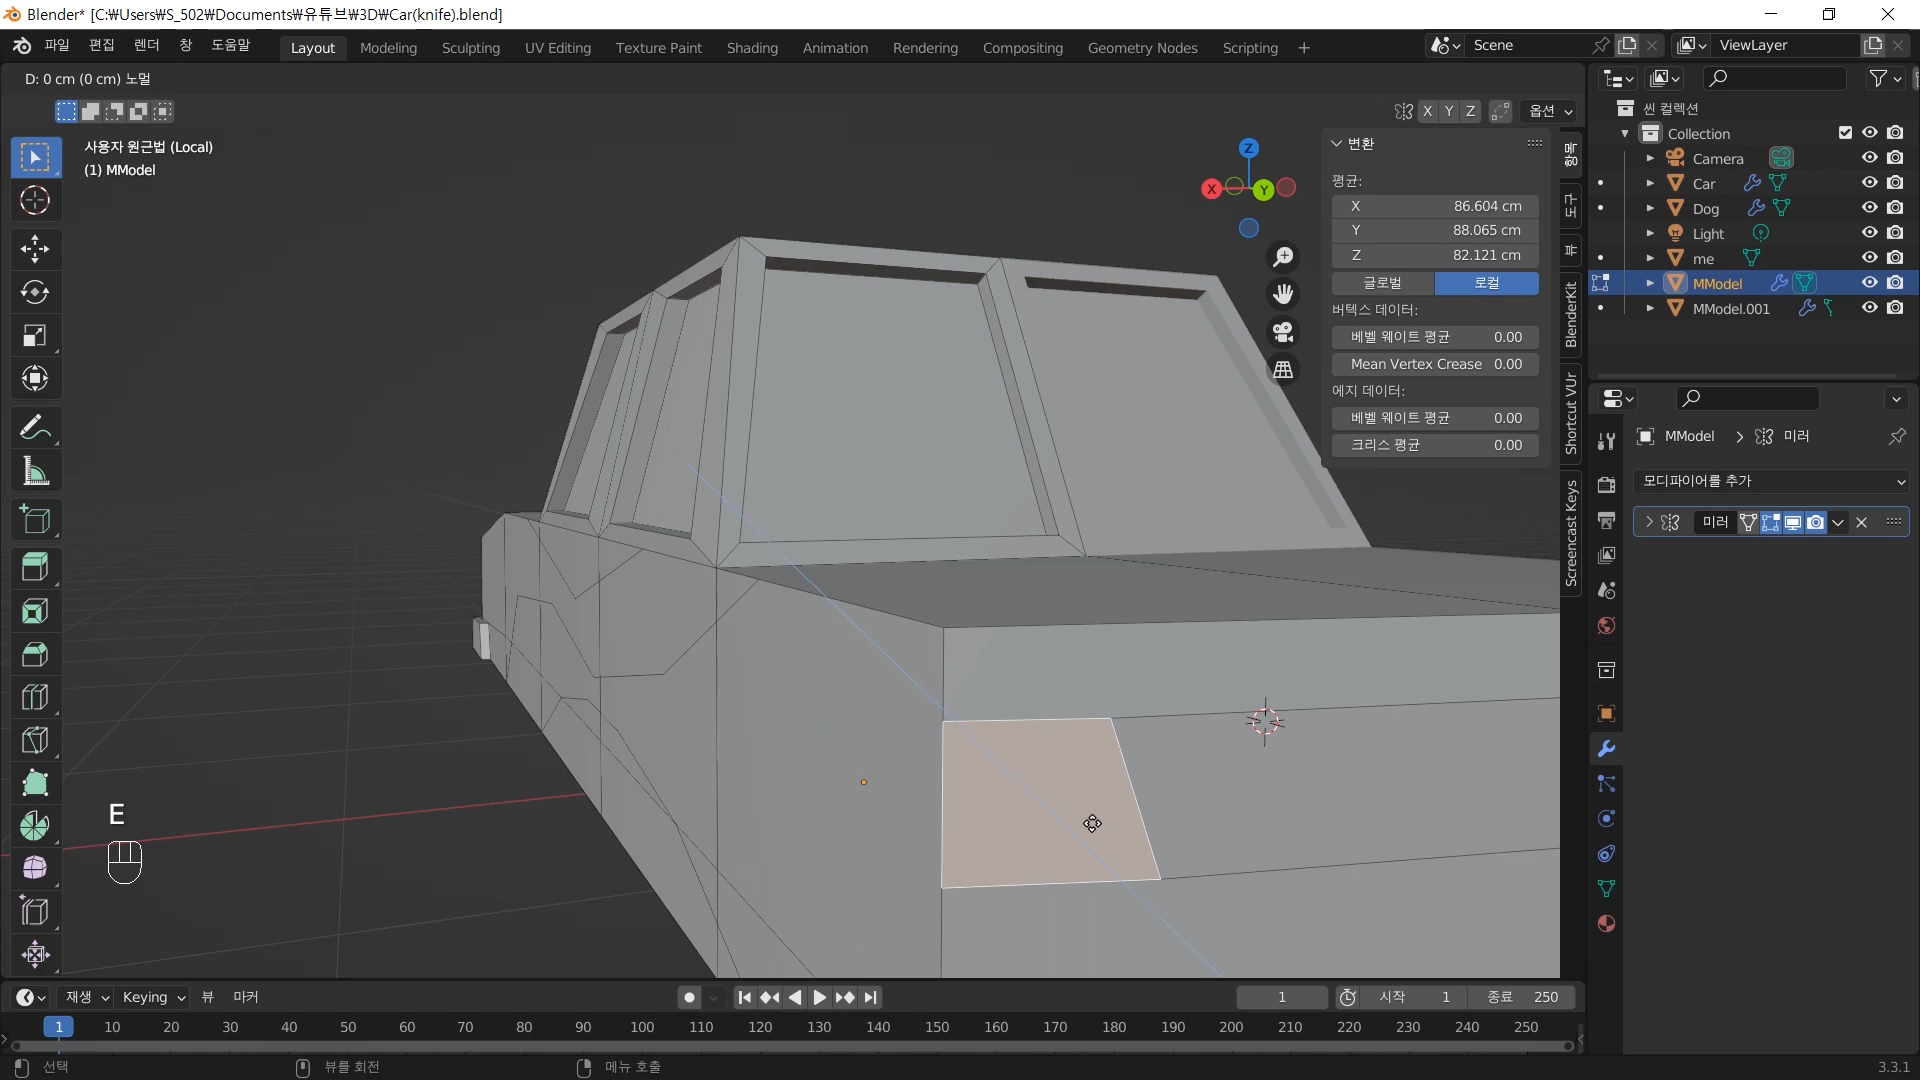 Blender* [C:₩Users₩S_502₩Documents₩유튜브₩3D₩Car(knife).blend]
파일 편집 렌더 창 도움말 Layout Modeling Sculpting UV Editing Texture Paint Shading Animation Rendering Compositing Geometry Nodes Scripting + Scene ViewLayer
D: 0 cm (0 cm) 노멀
X Y Z 옵션
사용자 원근법 (Local)
(1) MModel
Z
X
Y
변환
평균:
X 86.604 cm
Y 88.065 cm
Z 82.121 cm
글로벌 로컬
버텍스 데이터:
베벨 웨이트 평균 0.00
Mean Vertex Crease 0.00
에지 데이터:
베벨 웨이트 평균 0.00
크리스 평균 0.00
항목
도구
뷰
BlenderKit
Shortcut VUr
Screencast Keys
씬 컬렉션
Collection
Camera
Car
Dog
Light
me
MModel
MModel.001
MModel > 미러
모디파이어를 추가
미러
E
재생 Keying 뷰 마커 1 시작 1 종료 250
1 10 20 30 40 50 60 70 80 90 100 110 120 130 140 150 160 170 180 190 200 210 220 230 240 250
선택 뷰를 회전 메뉴 호출 3.3.1